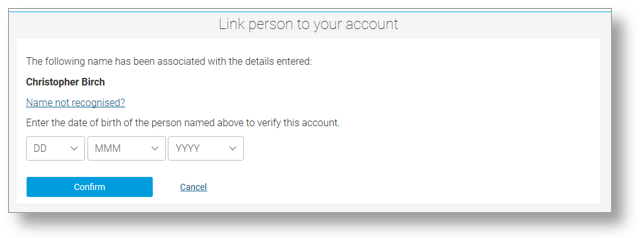 Link person to your account
The following name has been associated with the details entered:
Christopher Birch
Name not recognised?
Enter the date of birth of the person named above to verify this account.
DD MMM YYYY
Confirm Cancel